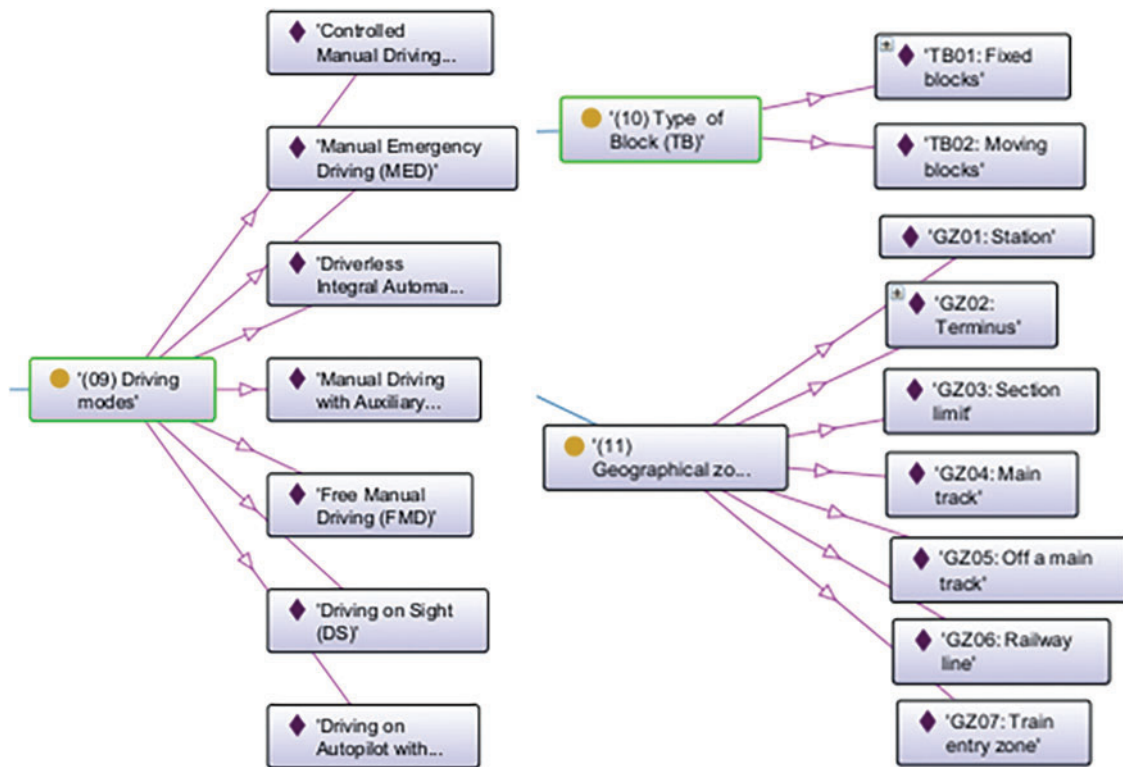 'Controlled
Manual Driving...
'Manual Emergency
Driving (MED)'
'Driverless
Integral Automa...
'(09) Driving
modes'
'Manual Driving
with Auxiliary...
'Free Manual
Driving (FMD)'
'Driving on Sight
(DS)'
'Driving on
Autopilot with...
'(10) Type of
Block (TB)'
'TB01: Fixed
blocks'
'TB02: Moving
blocks'
'(11)
Geographical zo...
'GZ01: Station'
'GZ02:
Terminus'
'GZ03: Section
limit'
'GZ04: Main
track'
'GZ05: Off a main
track'
'GZ06: Railway
line'
'GZ07: Train
entry zone'